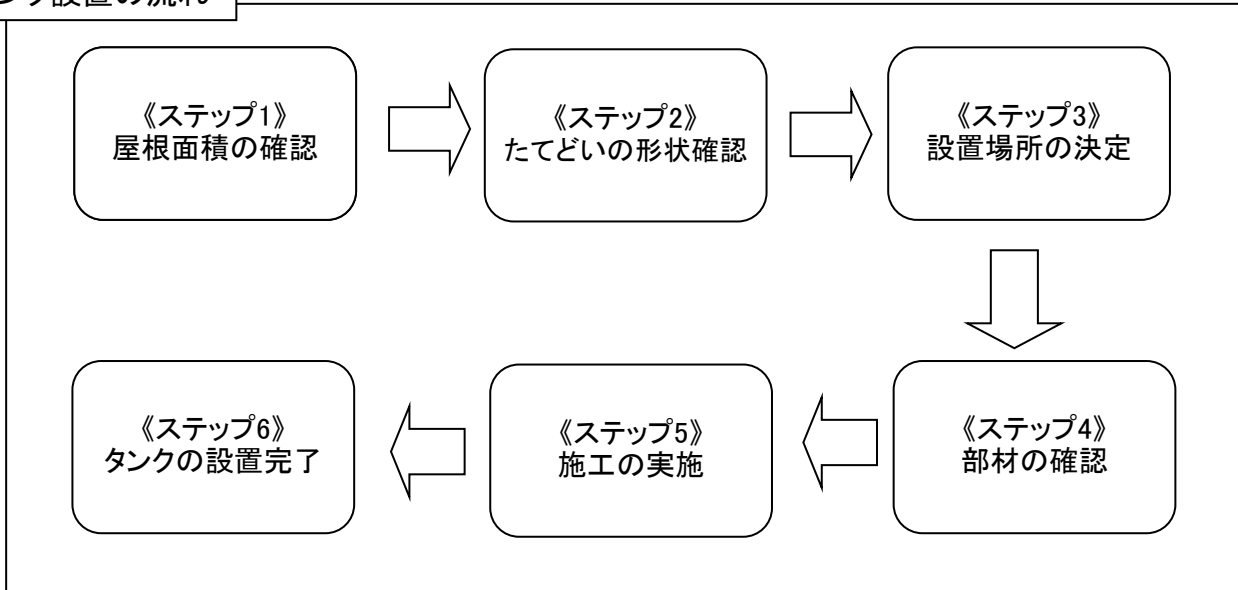 設置の流れ
《ステップ1》
屋根面積の確認
《ステップ2》
たてどいの形状確認
《ステップ3》
設置場所の決定
《ステップ4》
部材の確認
《ステップ5》
施工の実施
《ステップ6》
タンクの設置完了